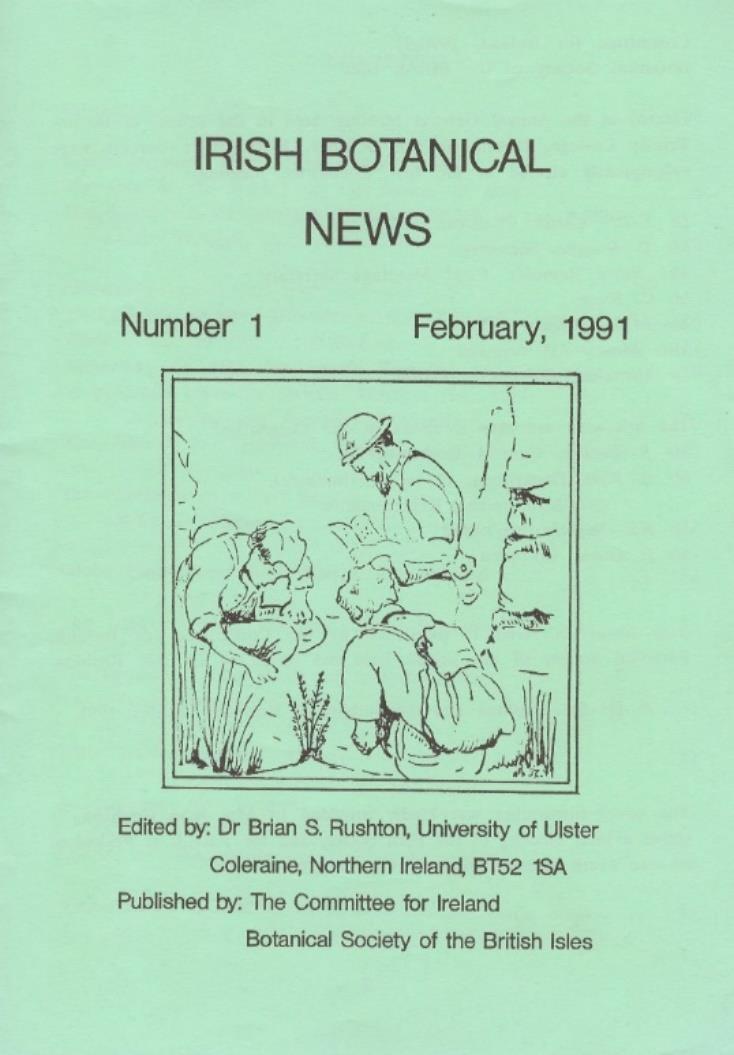 IRISH BOTANICAL
NEWS
Number 1 February, 1991
Edited by: Dr Brian S. Rushton, University of Ulster
Coleraine, Northern Ireland, BT52 1SA
Published by: The Committee for Ireland
Botanical Society of the British Isles